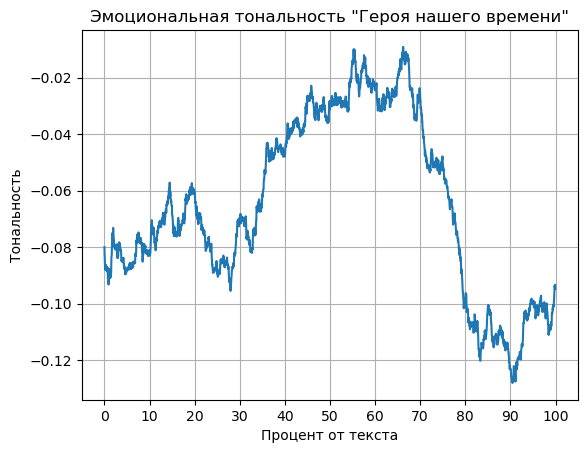 Эмоциональная тональность "Героя нашего времени"
Тональность
−0.02
−0.04
−0.06
−0.08
−0.10
−0.12
0 10 20 30 40 50 60 70 80 90 100
Процент от текста